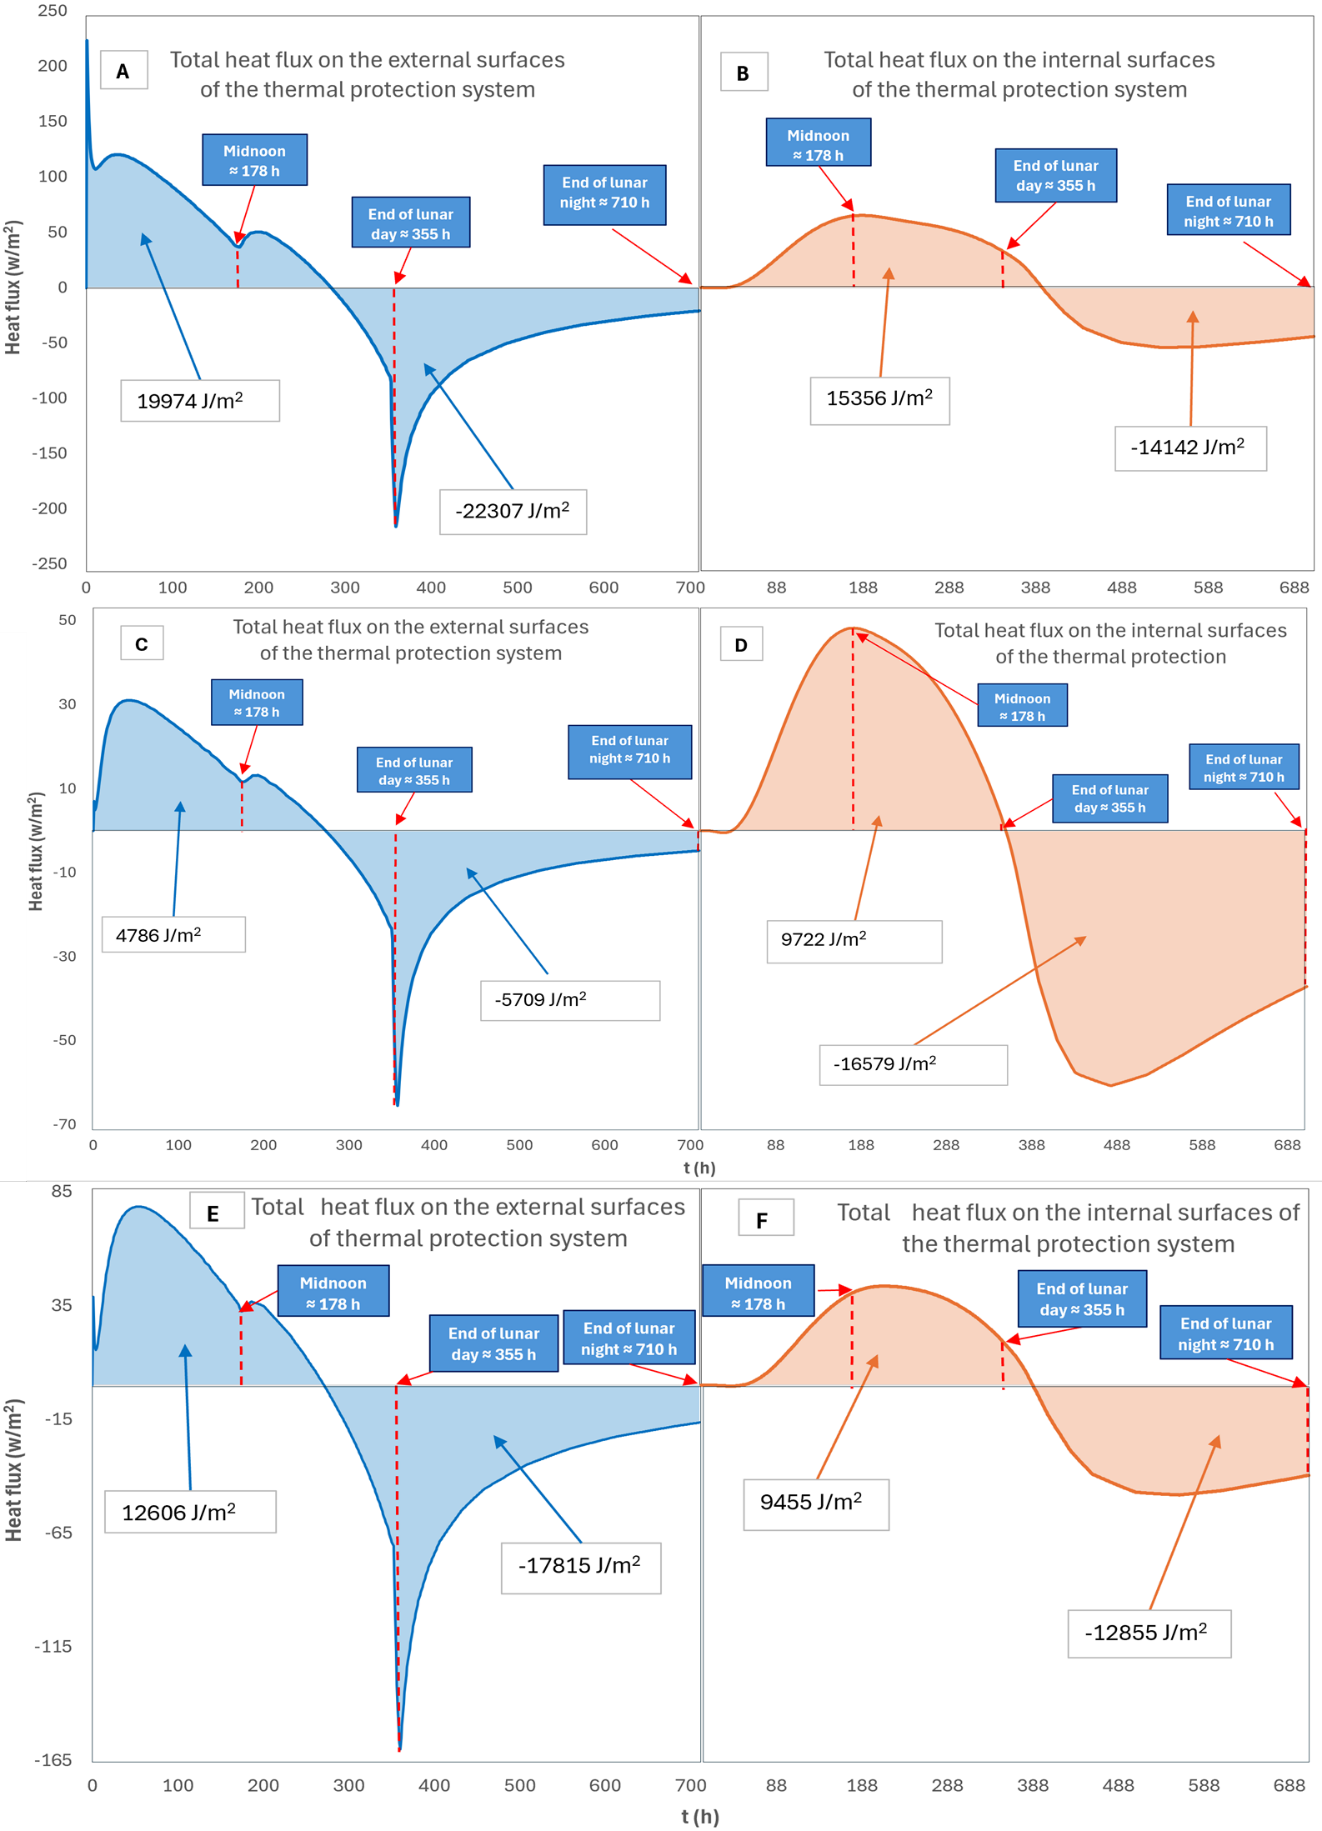 A
Total heat flux on the external surfaces
of the thermal protection system
Midnoon
≈ 178 h
End of lunar
day ≈ 355 h
End of lunar
night ≈ 710 h
19974 J/m²
-22307 J/m²
Heat flux (w/m²)
250
200
150
100
50
0
-50
-100
-150
-200
-250
0 100 200 300 400 500 600 700
B
Total heat flux on the internal surfaces
of the thermal protection system
Midnoon
≈ 178 h
End of lunar
day ≈ 355 h
End of lunar
night ≈ 710 h
15356 J/m²
-14142 J/m²
88 188 288 388 488 588 688
C
Total heat flux on the external surfaces
of the thermal protection system
Midnoon
≈ 178 h
End of lunar
day ≈ 355 h
End of lunar
night ≈ 710 h
4786 J/m²
-5709 J/m²
Heat flux (w/m²)
50
30
10
-10
-30
-50
-70
0 100 200 300 400 500 600 700
D
Total heat flux on the internal surfaces
of the thermal protection
Midnoon
≈ 178 h
End of lunar
day ≈ 355 h
End of lunar
night ≈ 710 h
9722 J/m²
-16579 J/m²
88 188 288 388 488 588 688
t (h)
E
Total heat flux on the external surfaces
of thermal protection system
Midnoon
≈ 178 h
End of lunar
day ≈ 355 h
End of lunar
night ≈ 710 h
12606 J/m²
-17815 J/m²
Heat flux (w/m²)
85
35
-15
-65
-115
-165
0 100 200 300 400 500 600 700
F
Total heat flux on the internal surfaces of
the thermal protection system
Midnoon
≈ 178 h
End of lunar
day ≈ 355 h
End of lunar
night ≈ 710 h
9455 J/m²
-12855 J/m²
88 188 288 388 488 588 688
t (h)